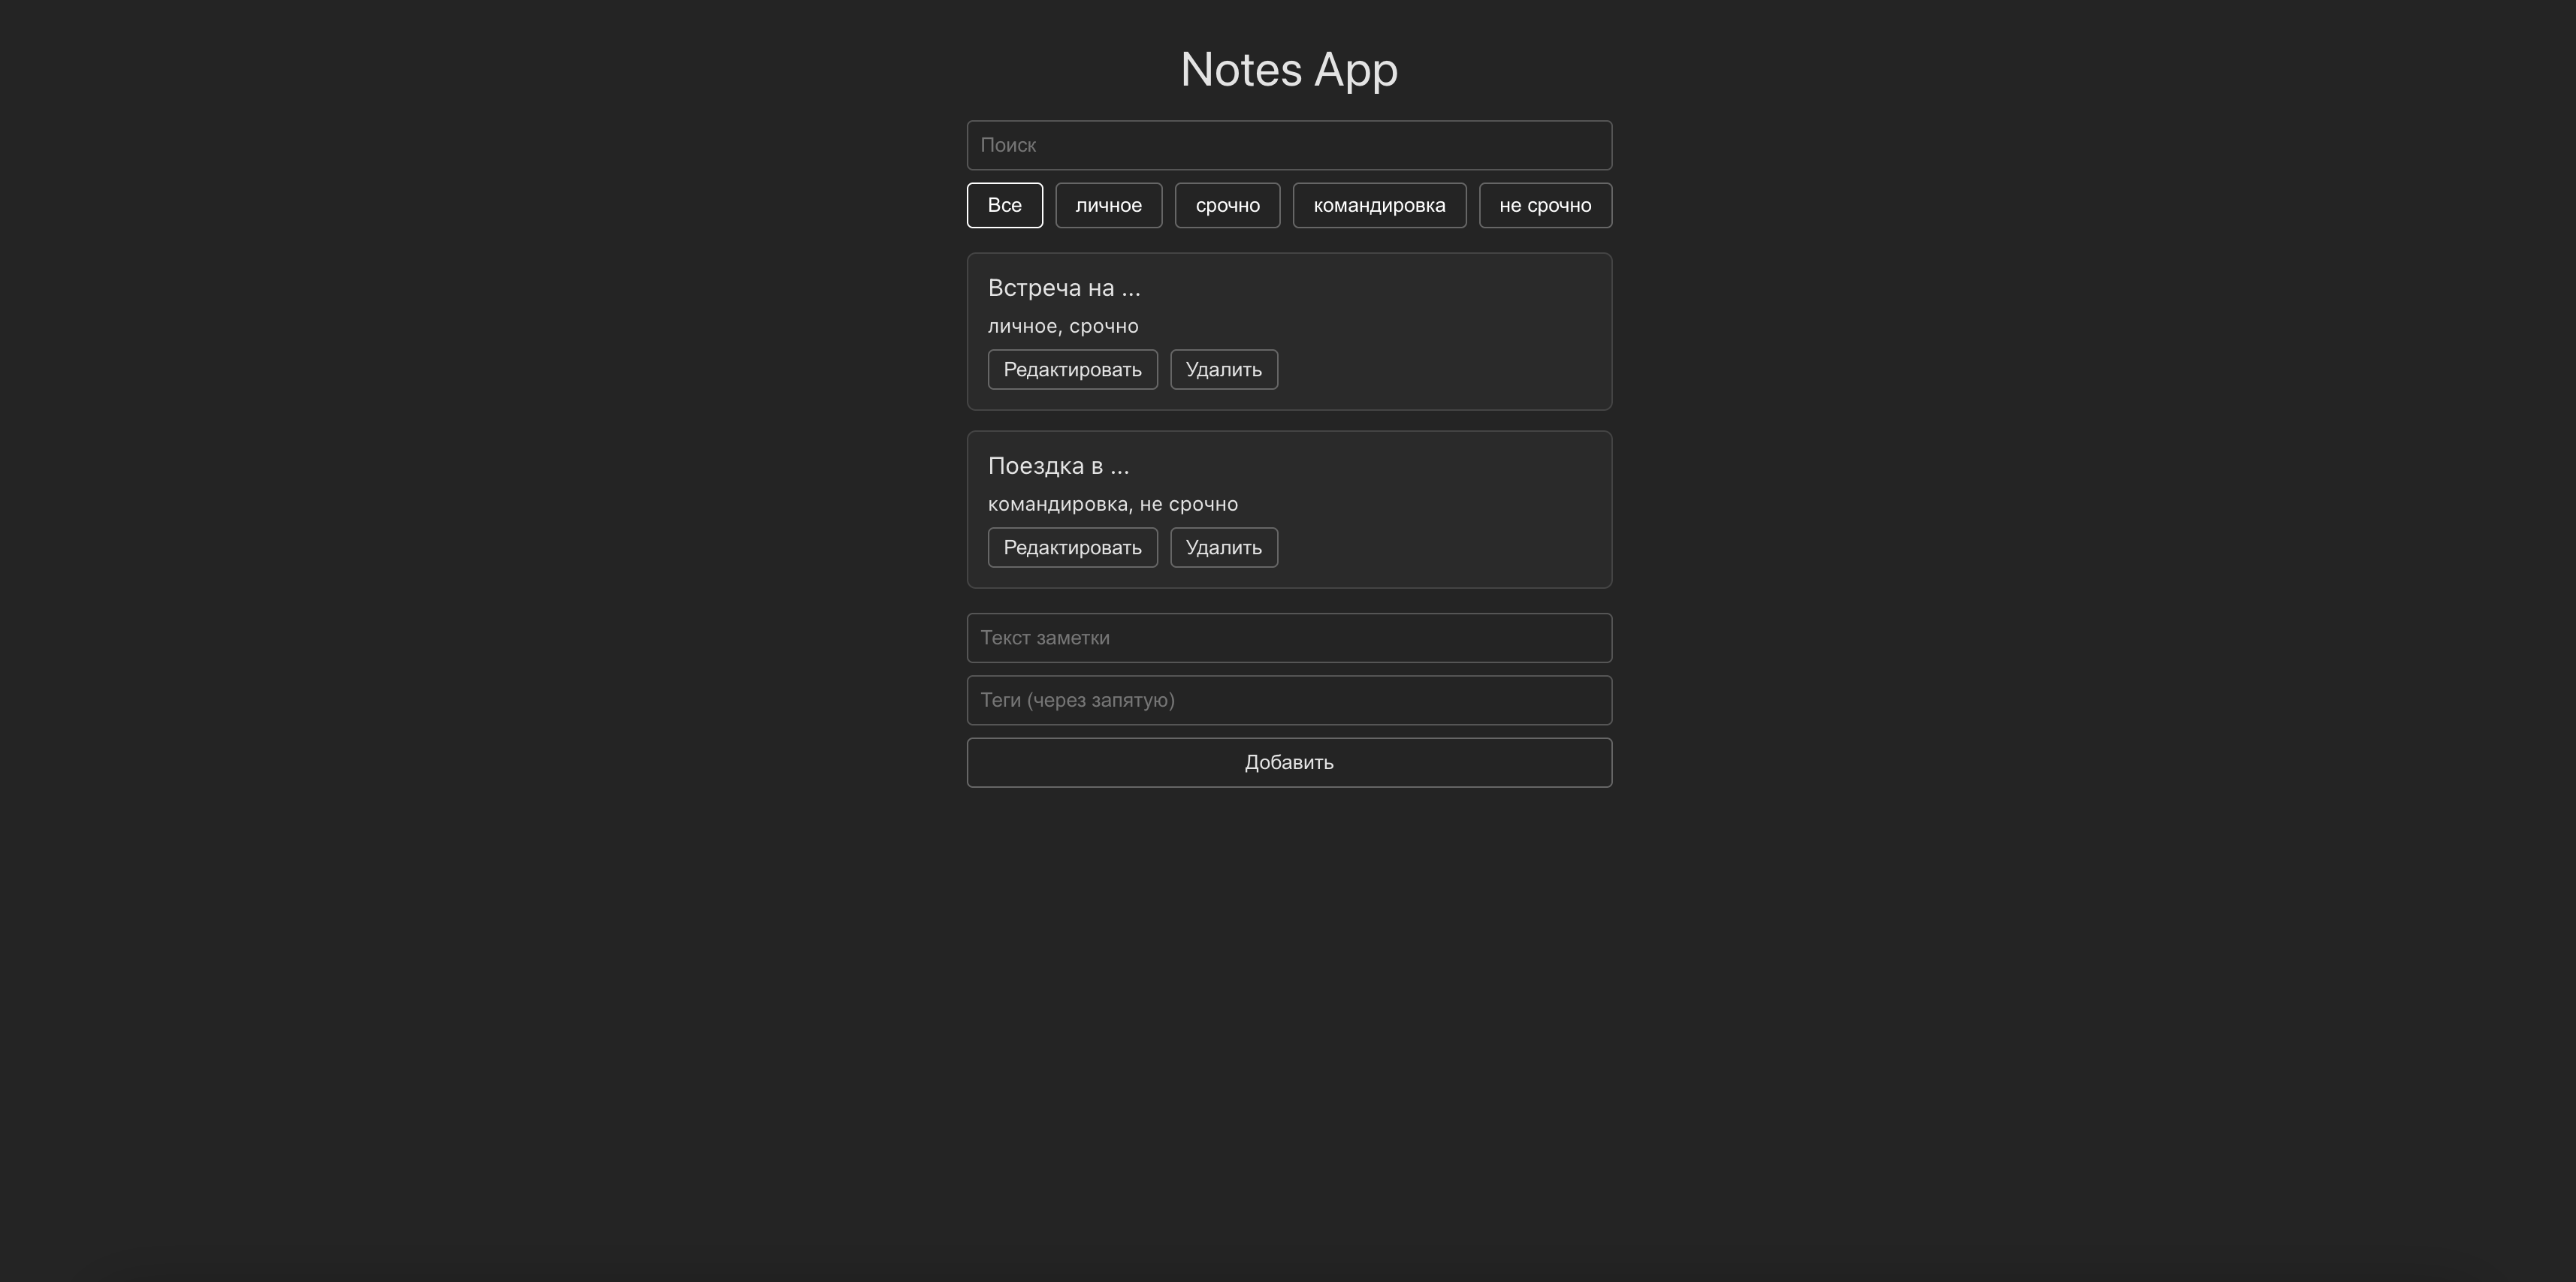 Notes App
Поиск
Все личное срочно командировка не срочно
Встреча на ...
личное, срочно
Редактировать Удалить
Поездка в ...
командировка, не срочно
Редактировать Удалить
Текст заметки
Теги (через запятую)
Добавить